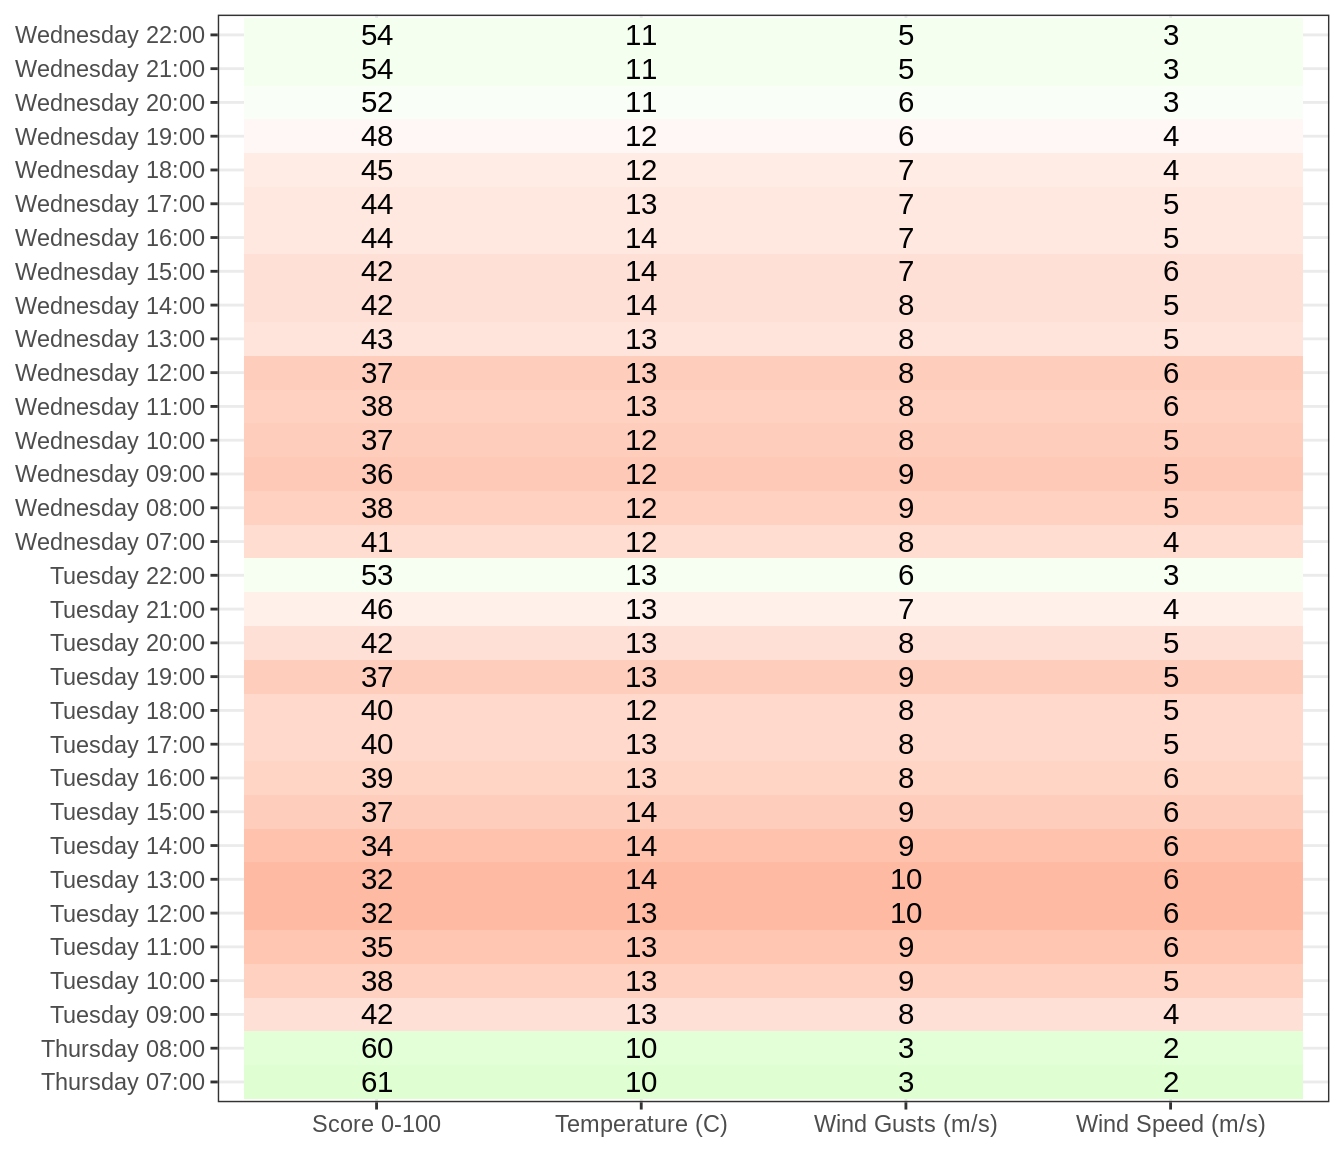 Wednesday 22:00 54 11 5 3
Wednesday 21:00 54 11 5 3
Wednesday 20:00 52 11 6 3
Wednesday 19:00 48 12 6 4
Wednesday 18:00 45 12 7 4
Wednesday 17:00 44 13 7 5
Wednesday 16:00 44 14 7 5
Wednesday 15:00 42 14 7 6
Wednesday 14:00 42 14 8 5
Wednesday 13:00 43 13 8 5
Wednesday 12:00 37 13 8 6
Wednesday 11:00 38 13 8 6
Wednesday 10:00 37 12 8 5
Wednesday 09:00 36 12 9 5
Wednesday 08:00 38 12 9 5
Wednesday 07:00 41 12 8 4
Tuesday 22:00 53 13 6 3
Tuesday 21:00 46 13 7 4
Tuesday 20:00 42 13 8 5
Tuesday 19:00 37 13 9 5
Tuesday 18:00 40 12 8 5
Tuesday 17:00 40 13 8 5
Tuesday 16:00 39 13 8 6
Tuesday 15:00 37 14 9 6
Tuesday 14:00 34 14 9 6
Tuesday 13:00 32 14 10 6
Tuesday 12:00 32 13 10 6
Tuesday 11:00 35 13 9 6
Tuesday 10:00 38 13 9 5
Tuesday 09:00 42 13 8 4
Thursday 08:00 60 10 3 2
Thursday 07:00 61 10 3 2
Score 0-100 Temperature (C) Wind Gusts (m/s) Wind Speed (m/s)